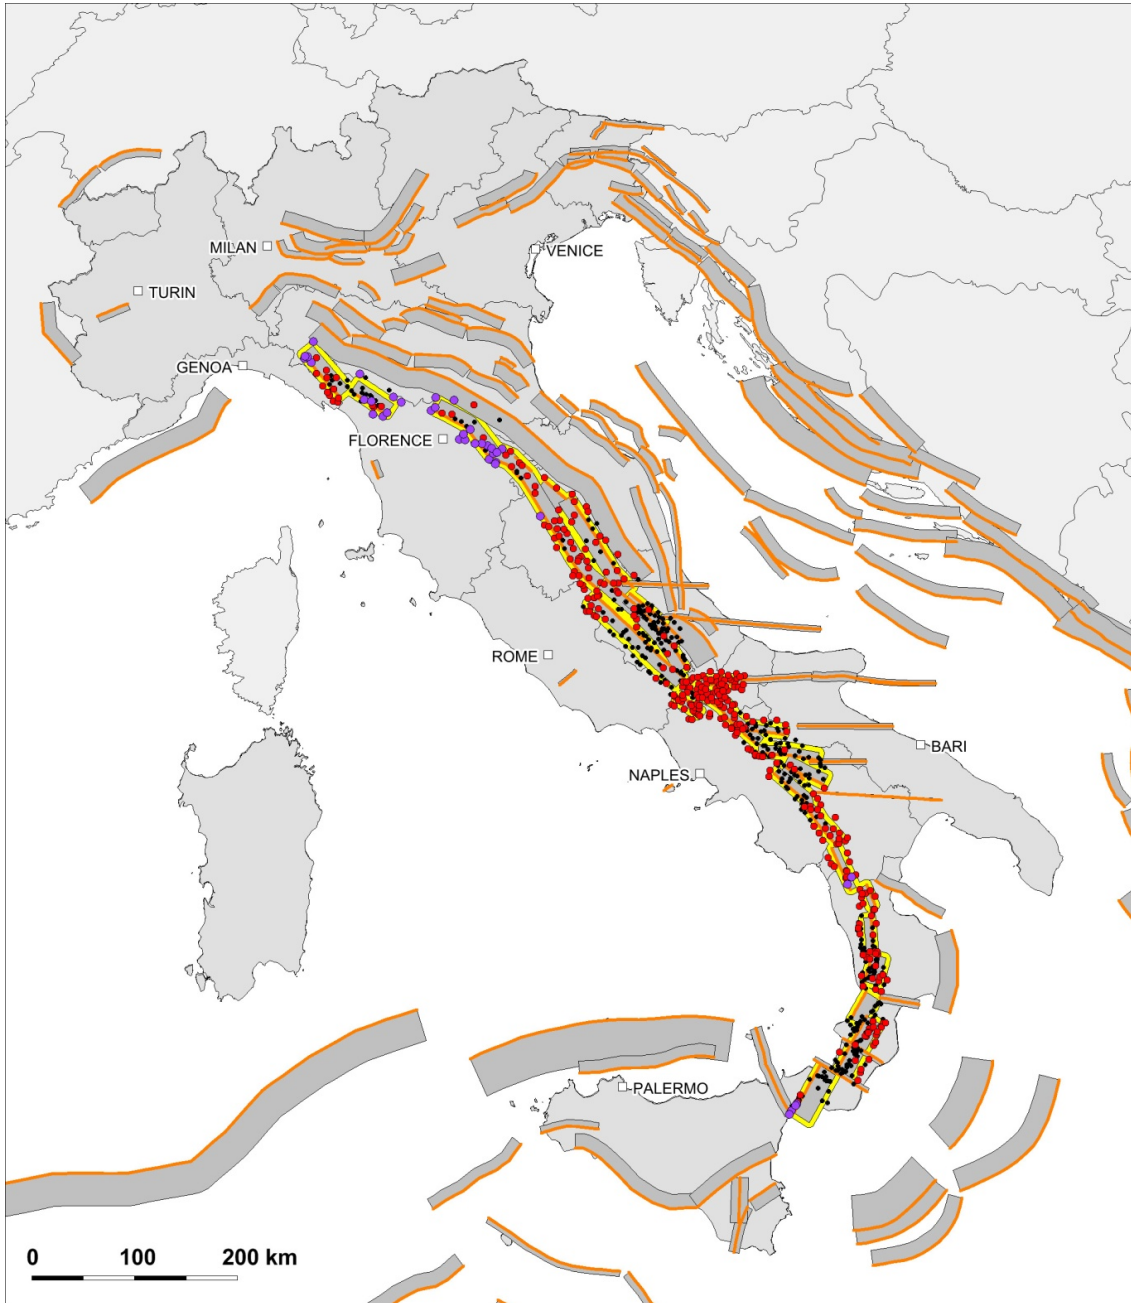 MILAN
VENICE
TURIN
GENOA
FLORENCE
ROME
BARI
NAPLES
PALERMO
0 100 200 km